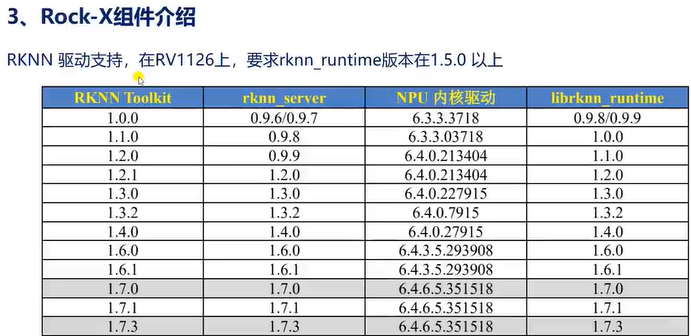 3、Rock-X组件介绍
RKNN 驱动支持，在RV1126上，要求rknn_runtime版本在1.5.0 以上
RKNN Toolkit rknn_server NPU 内核驱动 librknn_runtime
1.0.0 0.9.6/0.9.7 6.3.3.3718 0.9.8/0.9.9
1.1.0 0.9.8 6.3.3.03718 1.0.0
1.2.0 0.9.9 6.4.0.213404 1.1.0
1.2.1 1.2.0 6.4.0.213404 1.2.0
1.3.0 1.3.0 6.4.0.227915 1.3.0
1.3.2 1.3.2 6.4.0.7915 1.3.2
1.4.0 1.4.0 6.4.0.27915 1.4.0
1.6.0 1.6.0 6.4.3.5.293908 1.6.0
1.6.1 1.6.1 6.4.3.5.293908 1.6.1
1.7.0 1.7.0 6.4.6.5.351518 1.7.0
1.7.1 1.7.1 6.4.6.5.351518 1.7.1
1.7.3 1.7.3 6.4.6.5.351518 1.7.3